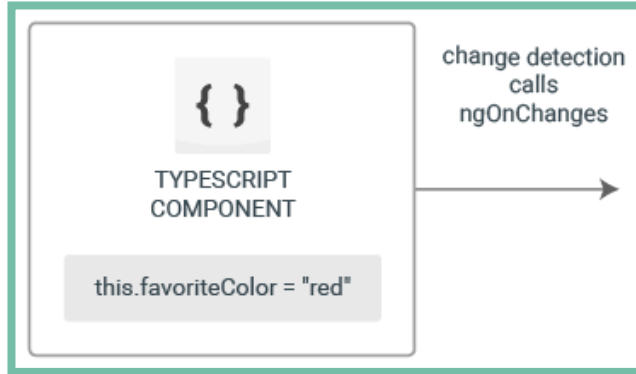 { }
TYPESCRIPT
COMPONENT
this.favoriteColor = "red"
change detection
calls
ngOnChanges